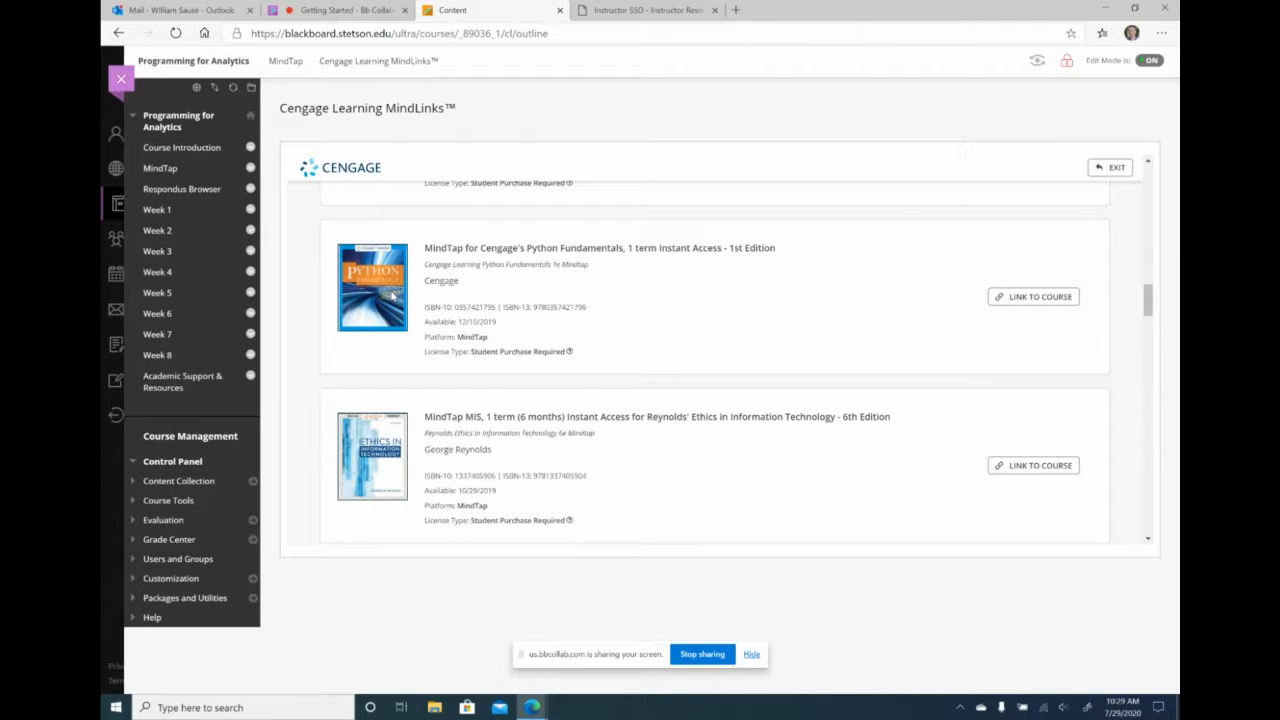 Mail - William Sause - Outlook
Getting Started - Bb Collab
Content
Instructor SSO - Instructor Reso
https://blackboard.stetson.edu/ultra/courses/_89036_1/cl/outline
Programming for Analytics
MindTap
Cengage Learning MindLinks™
Edit Mode is:
ON
Programming for
Analytics
Course Introduction
MindTap
Respondus Browser
Week 1
Week 2
Week 3
Week 4
Week 5
Week 6
Week 7
Week 8
Academic Support &
Resources
Course Management
Control Panel
Content Collection
Course Tools
Evaluation
Grade Center
Users and Groups
Customization
Packages and Utilities
Help
Priv
Term
Cengage Learning MindLinks™
CENGAGE
EXIT
License Type: Student Purchase Required
PYTHON
MindTap for Cengage's Python Fundamentals, 1 term Instant Access - 1st Edition
Cengage Learning Python Fundamentals 1e Mindtap
Cengage
ISBN-10: 0357421795 | ISBN-13: 9780357421796
Available: 12/10/2019
Platform: MindTap
License Type: Student Purchase Required
LINK TO COURSE
ETHICS IN
INFORMATION
TECHNOLOGY
MindTap MIS, 1 term (6 months) Instant Access for Reynolds' Ethics in Information Technology - 6th Edition
Reynolds Ethics in Information Technology 6e Mindtap
George Reynolds
ISBN-10: 1337405906 | ISBN-13: 9781337405904
Available: 10/29/2019
Platform: MindTap
License Type: Student Purchase Required
LINK TO COURSE
us.bbcollab.com is sharing your screen.
Stop sharing
Hide
Type here to search
10:29 AM
7/29/2020